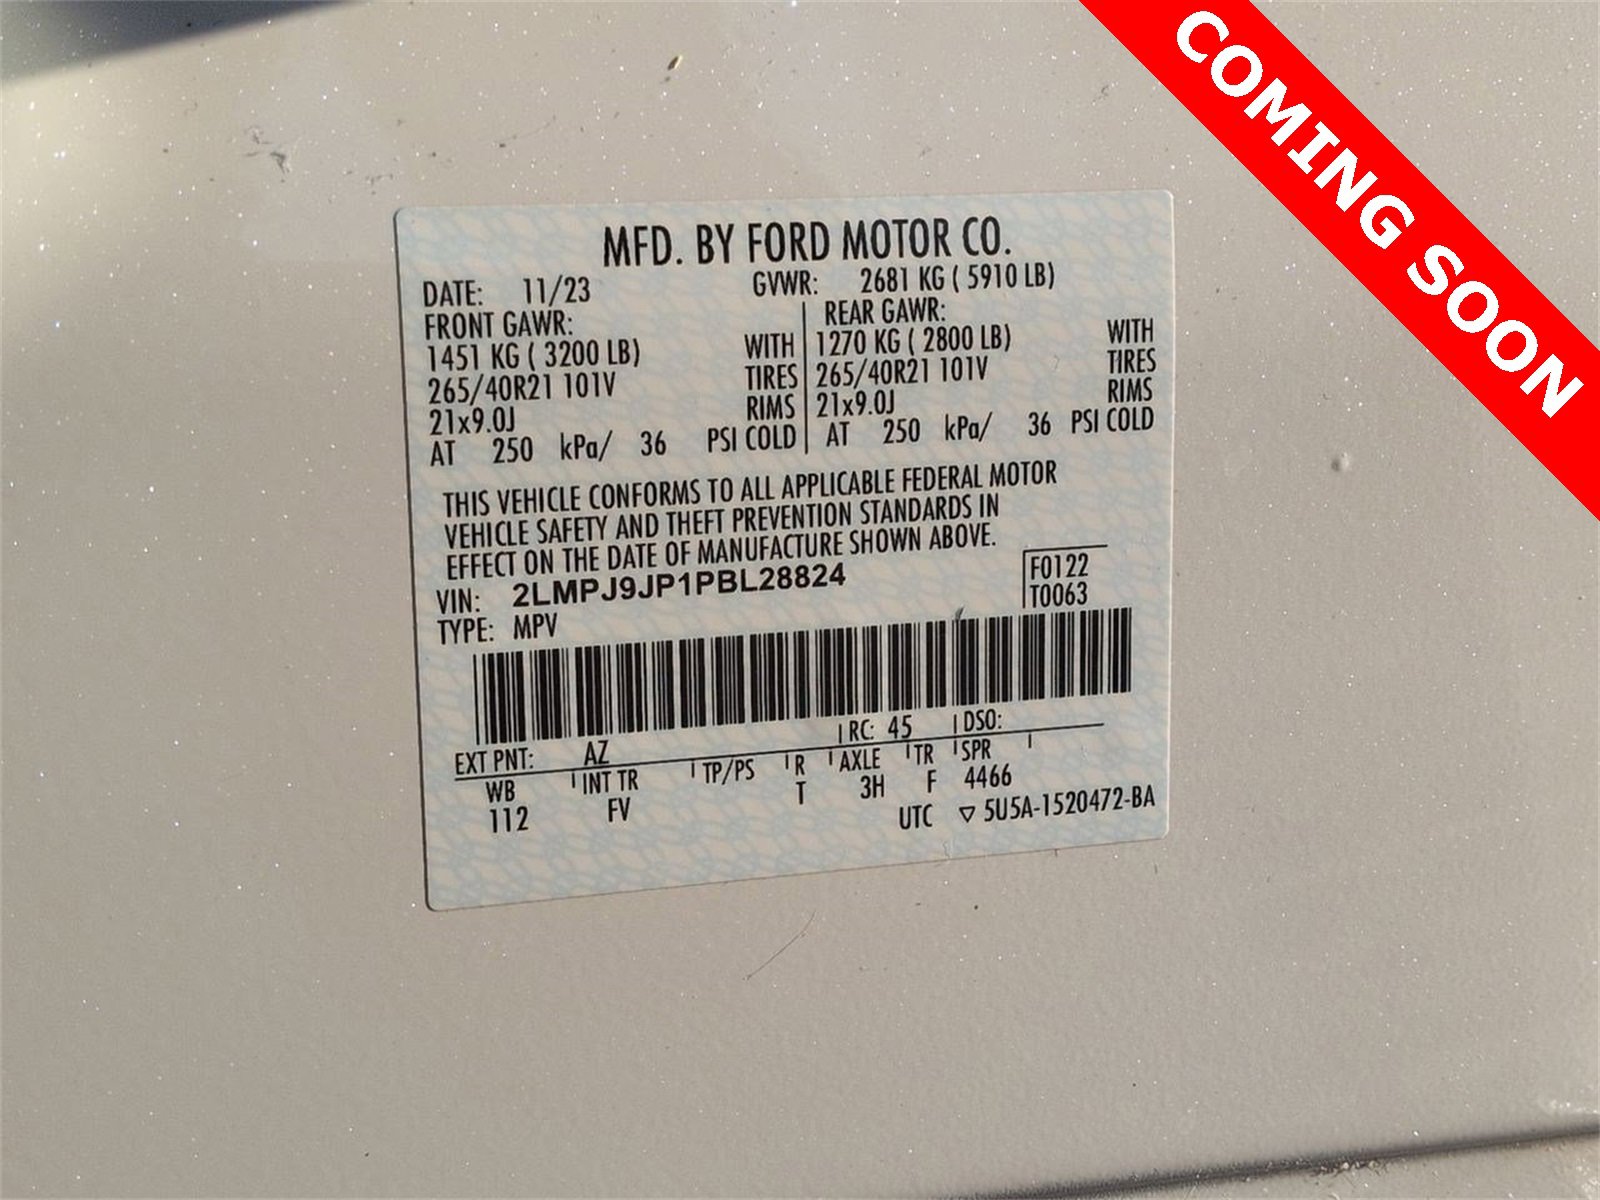 COMING SOON
MFD. BY FORD MOTOR CO.
DATE: 11/23 GVWR: 2681 KG ( 5910 LB)
FRONT GAWR: REAR GAWR:
1451 KG ( 3200 LB) WITH 1270 KG ( 2800 LB) WITH
265/40R21 101V TIRES 265/40R21 101V TIRES
21x9.0J RIMS 21x9.0J RIMS
AT 250 kPa/ 36 PSI COLD AT 250 kPa/ 36 PSI COLD
THIS VEHICLE CONFORMS TO ALL APPLICABLE FEDERAL MOTOR
VEHICLE SAFETY AND THEFT PREVENTION STANDARDS IN
EFFECT ON THE DATE OF MANUFACTURE SHOWN ABOVE.
VIN: 2LMPJ9JP1PBL28824 F0122
TYPE: MPV T0063
EXT PNT: AZ RC: 45 DSO:
WB INT TR TP/PS R AXLE TR SPR
112 FV T 3H F 4466
UTC ▽ 5U5A-1520472-BA